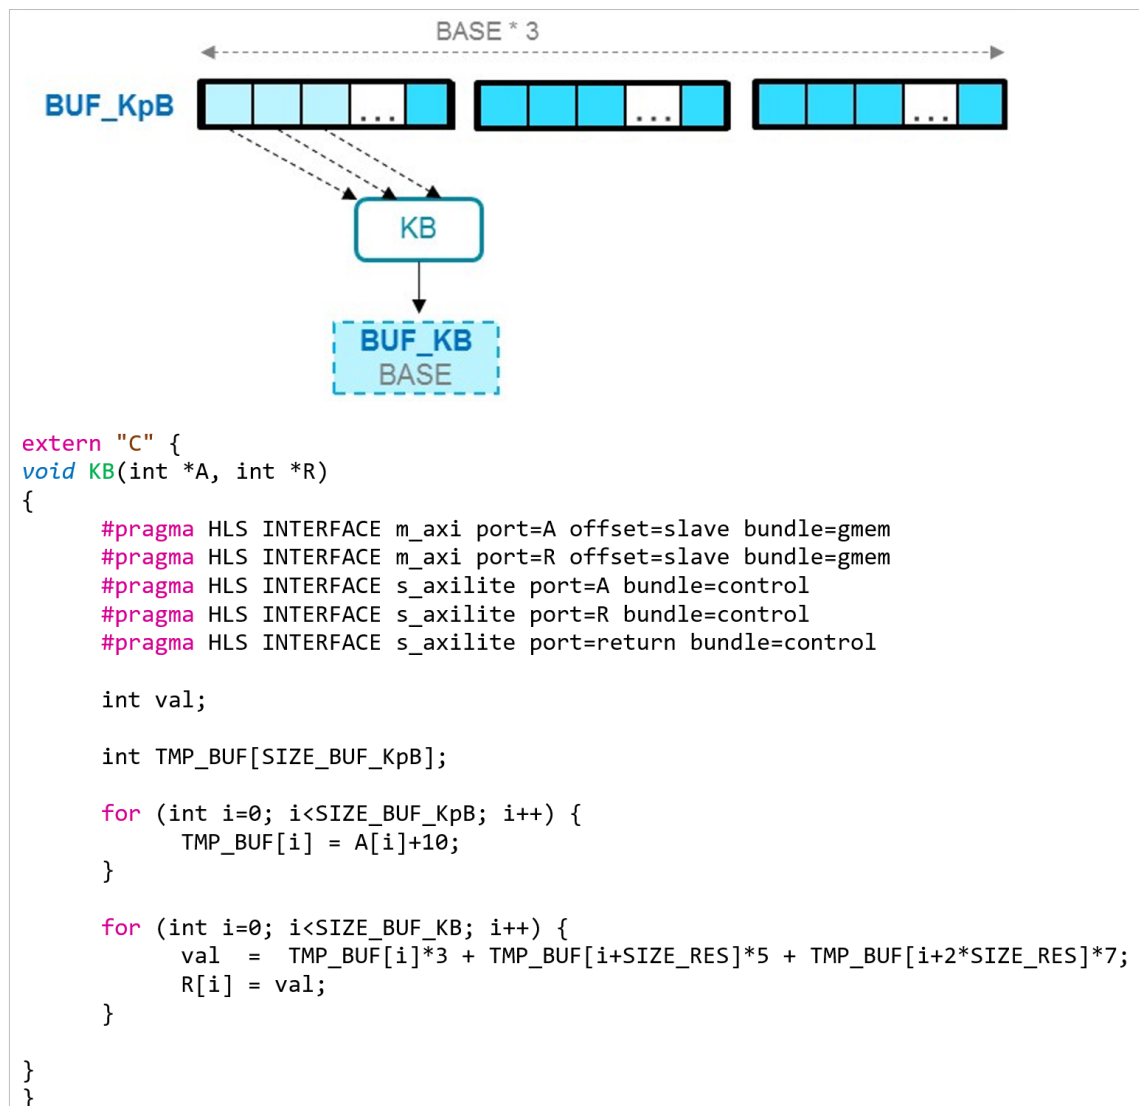 BASE * 3
BUF_KpB
...
...
...
KB
BUF_KB
BASE
extern "C" {
void KB(int *A, int *R)
{
#pragma HLS INTERFACE m_axi port=A offset=slave bundle=gmem
#pragma HLS INTERFACE m_axi port=R offset=slave bundle=gmem
#pragma HLS INTERFACE s_axilite port=A bundle=control
#pragma HLS INTERFACE s_axilite port=R bundle=control
#pragma HLS INTERFACE s_axilite port=return bundle=control
int val;
int TMP_BUF[SIZE_BUF_KpB];
for (int i=0; i<SIZE_BUF_KpB; i++) {
TMP_BUF[i] = A[i]+10;
}
for (int i=0; i<SIZE_BUF_KB; i++) {
val = TMP_BUF[i]*3 + TMP_BUF[i+SIZE_RES]*5 + TMP_BUF[i+2*SIZE_RES]*7;
R[i] = val;
}
}
}